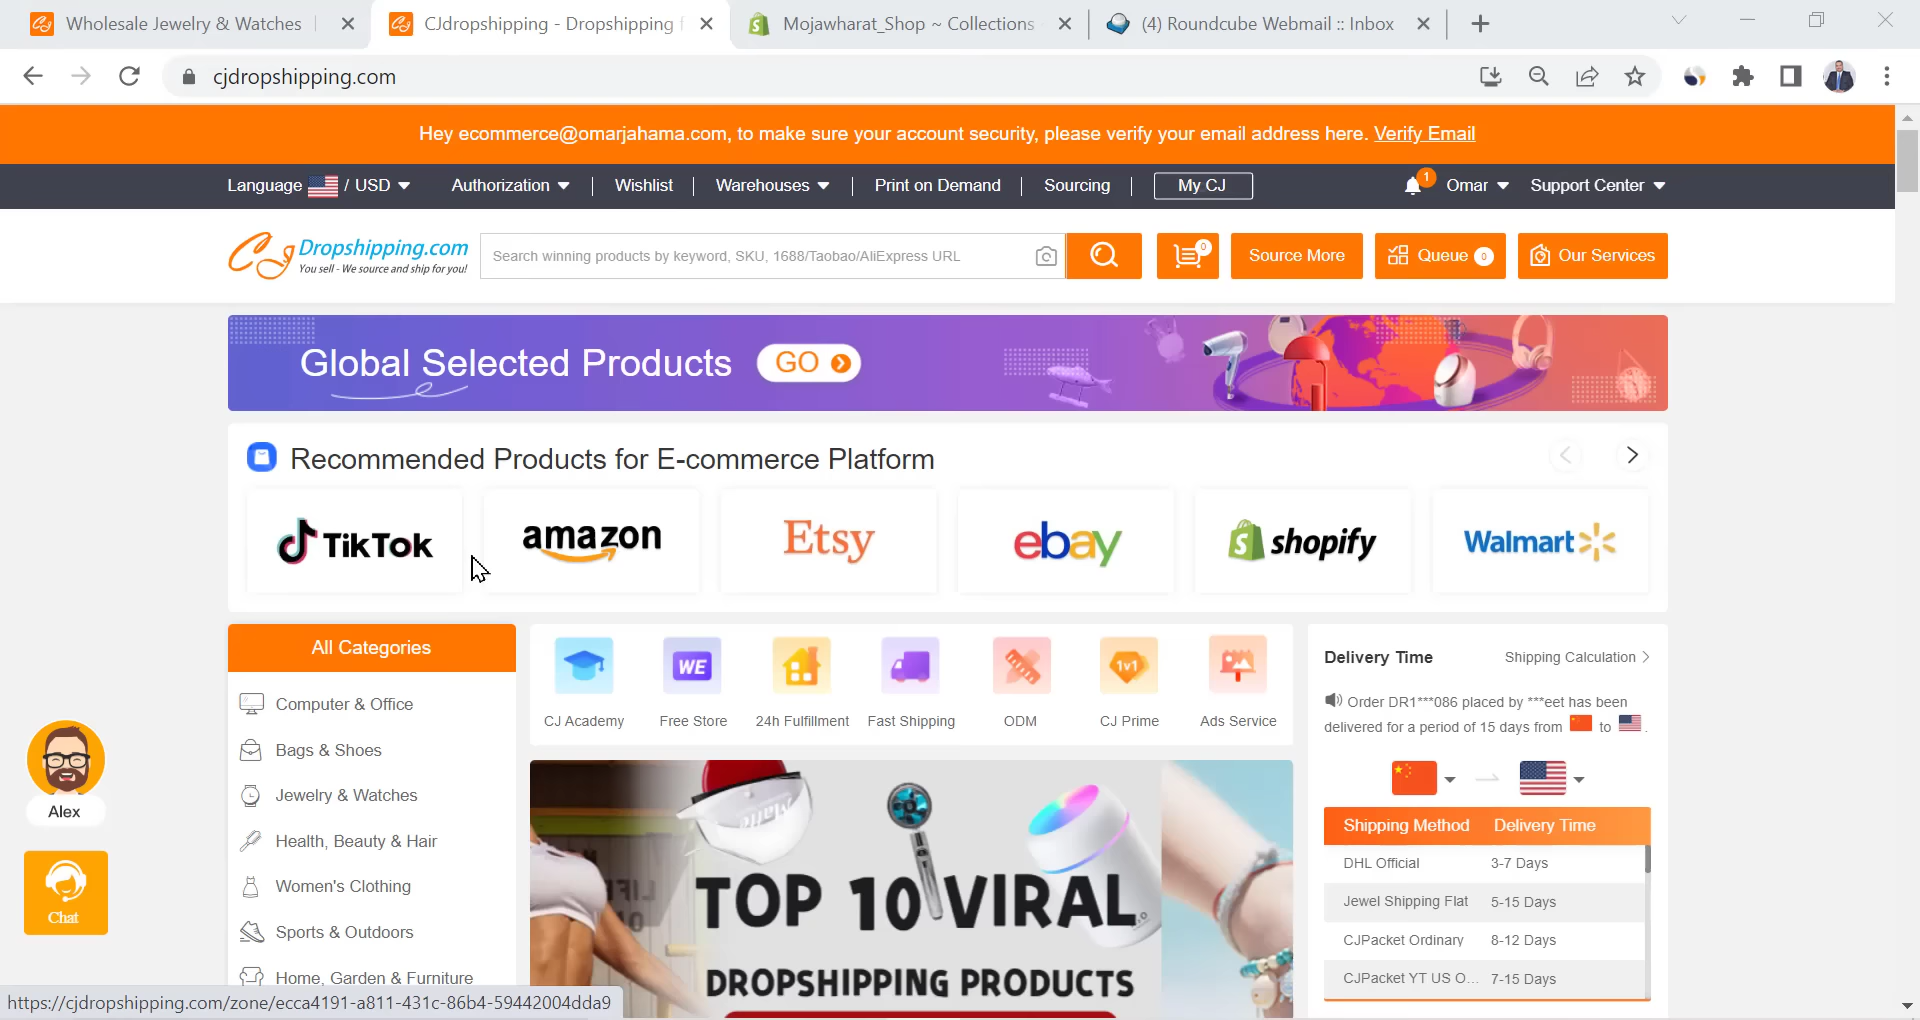 Wholesale Jewelry & Watches
CJdropshipping - Dropshipping f
Mojawharat_Shop ~ Collections
(4) Roundcube Webmail :: Inbox
cjdropshipping.com
Hey ecommerce@omarjahama.com, to make sure your account security, please verify your email address here. Verify Email
Language / USD Authorization Wishlist Warehouses Print on Demand Sourcing My CJ 1 Omar Support Center
CJ Dropshipping.com
You sell - We source and ship for you!
Search winning products by keyword, SKU, 1688/Taobao/AliExpress URL
0
Source More
Queue 0
Our Services
Global Selected Products GO
Recommended Products for E-commerce Platform
TikTok amazon Etsy ebay shopify Walmart
All Categories
Computer & Office
Bags & Shoes
Jewelry & Watches
Health, Beauty & Hair
Women's Clothing
Sports & Outdoors
Home, Garden & Furniture
WE
1v1
CJ Academy Free Store 24h Fulfillment Fast Shipping ODM CJ Prime Ads Service
TOP 10 VIRAL
DROPSHIPPING PRODUCTS
Delivery Time Shipping Calculation
Order DR1***086 placed by ***eet has been
delivered for a period of 15 days from to .
Shipping Method Delivery Time
DHL Official 3-7 Days
Jewel Shipping Flat 5-15 Days
CJPacket Ordinary 8-12 Days
CJPacket YT US O... 7-15 Days
Alex
Chat
https://cjdropshipping.com/zone/ecca4191-a811-431c-86b4-59442004dda9